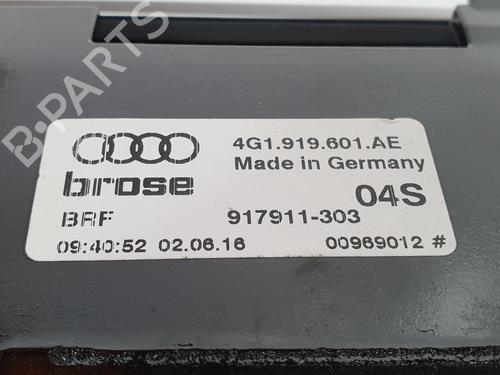 B-PARTS
4G1.919.601.AE
Made in Germany
brose
04S
BRF 917911-303
09:40:52 02.06.16 00969012 #